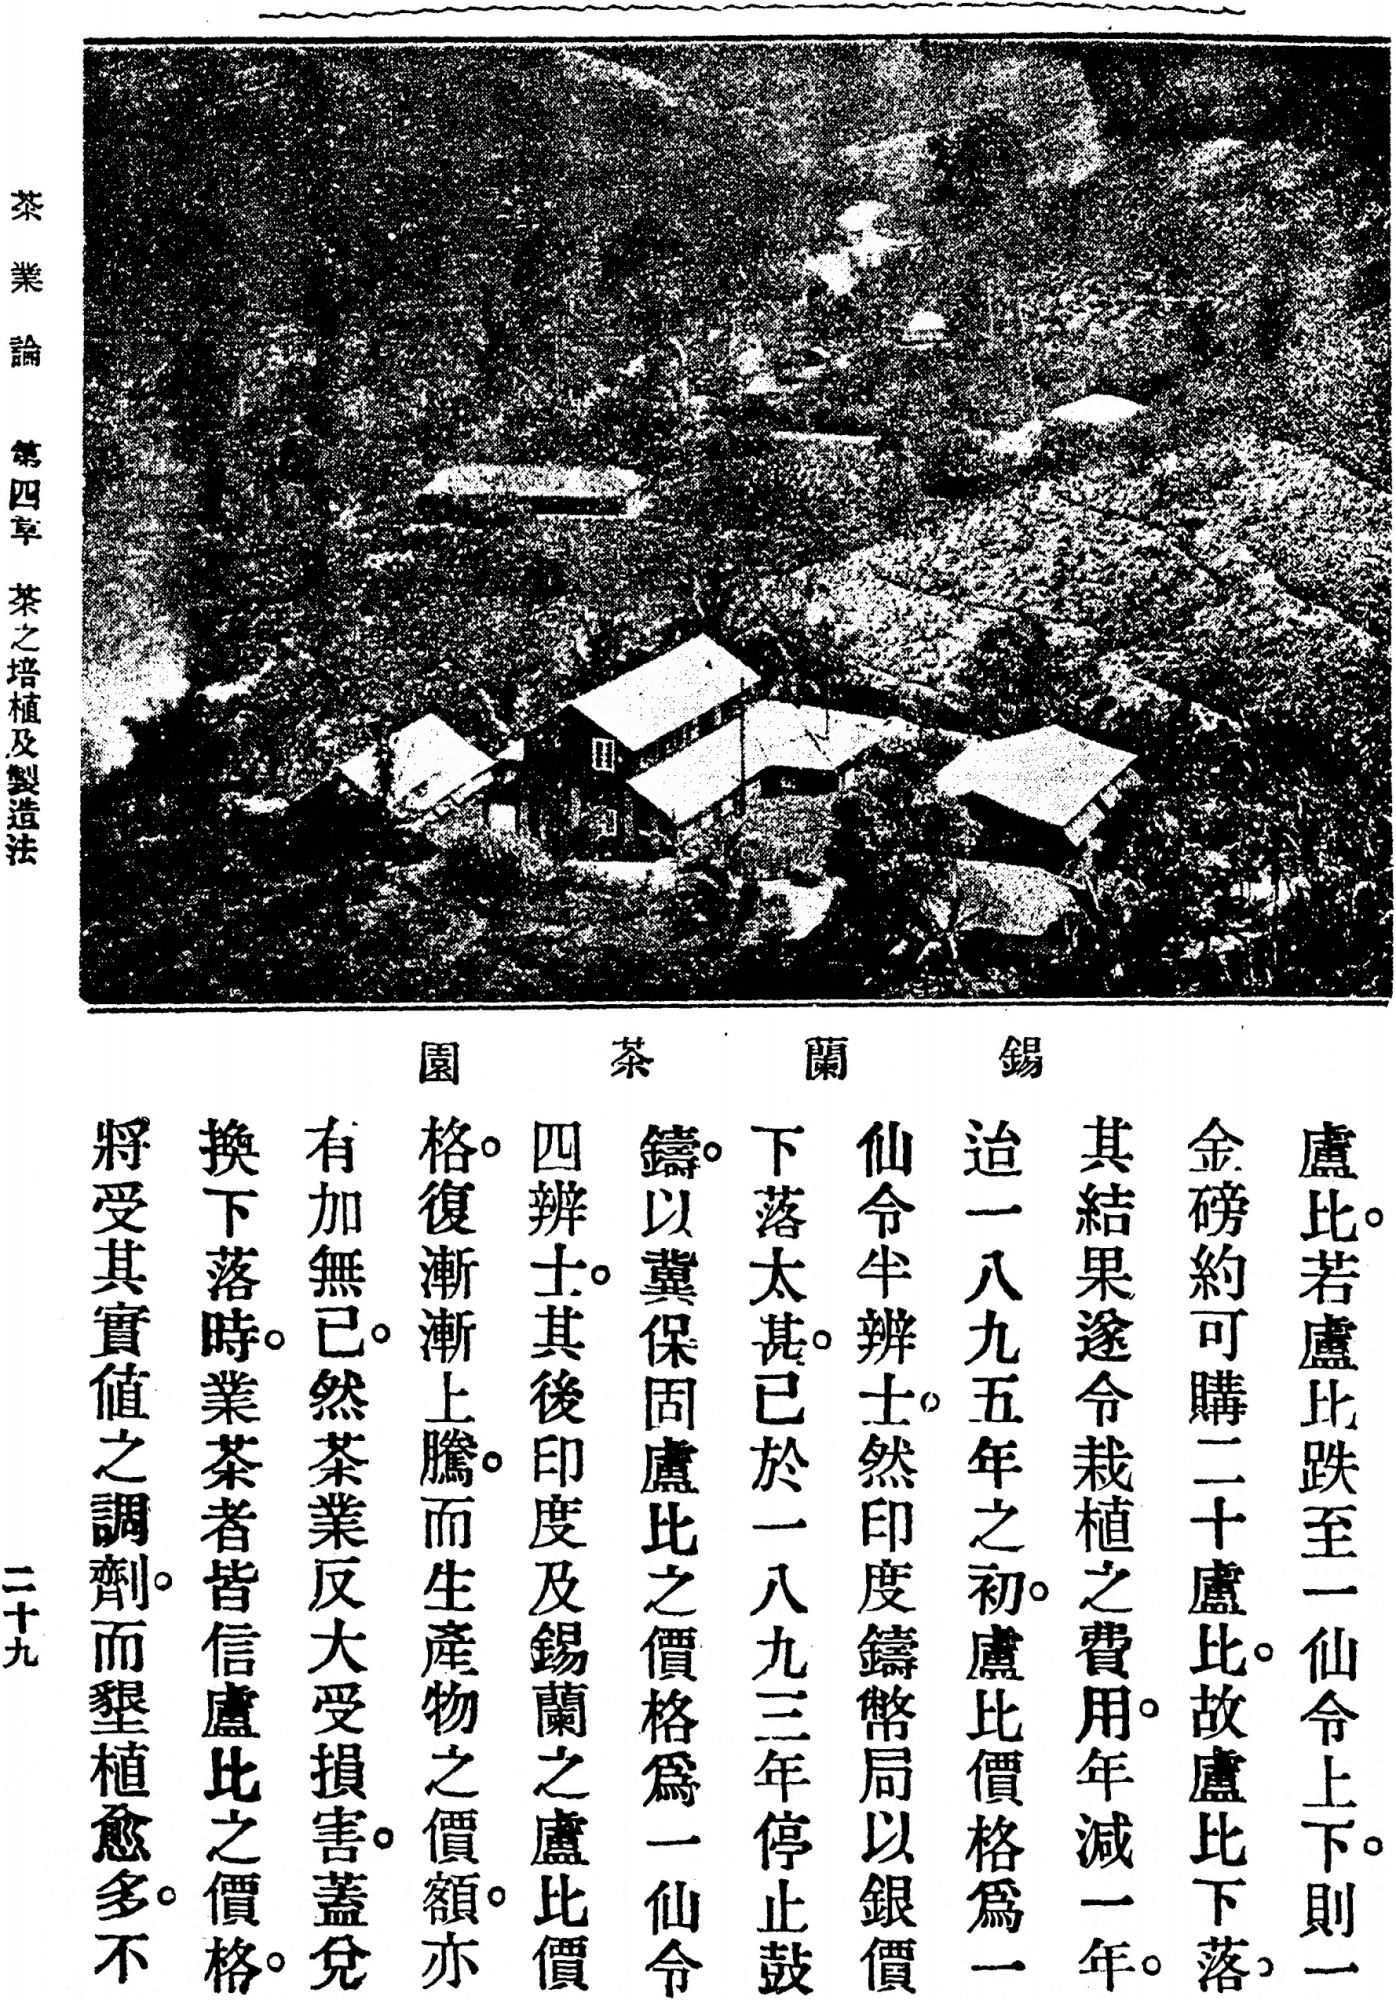 茶業論 第四章 茶之培植及製造法
錫蘭茶園
盧比。若盧比跌至一仙令上下。則一
金磅約可購二十盧比。故盧比下落。
其結果遂令栽植之費用。年減一年。
迨一八九五年之初。盧比價格爲一
仙令半辨士。然印度鑄幣局以銀價
下落太甚。已於一八九三年停止鼓
鑄。以冀保固盧比之價格爲一仙令
四辨士。其後印度及錫蘭之盧比價
格。復漸漸上騰。而生產物之價額。亦
有加無已。然茶業反大受損害。蓋兌
換下落時。業茶者皆信盧比之價格。
將受其實値之調劑。而墾植愈多。不
二十九